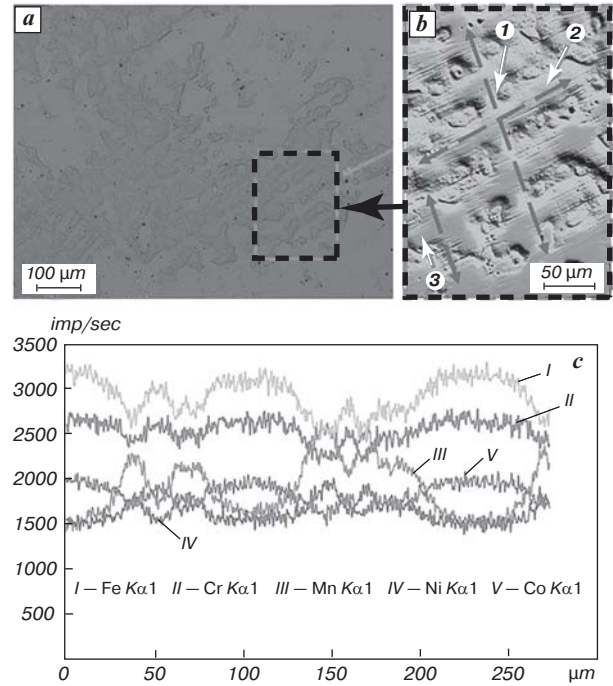 a
b
1
2
3
100 µm
50 µm
imp/sec
c
3500
3000
2500
2000
1500
1000
500
I
II
III
V
IV
I – Fe Kα1 II – Cr Kα1 III – Mn Kα1 IV – Ni Kα1 V – Co Kα1
0 50 100 150 200 250 µm